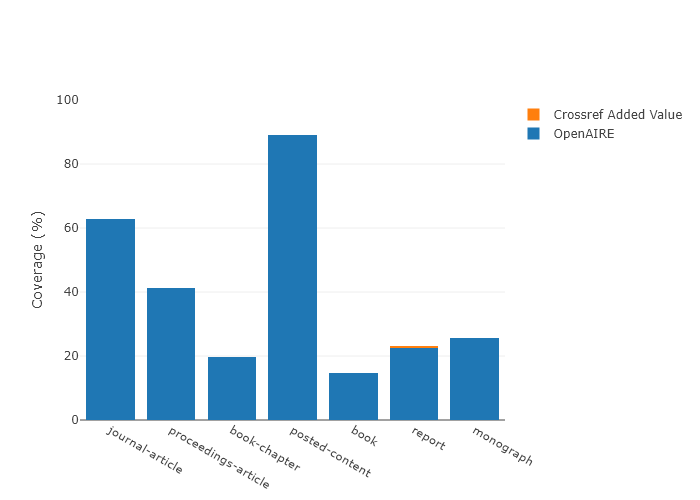 100
80
60
40
20
0
Coverage (%)
journal-article
proceedings-article
book-chapter
posted-content
book
report
monograph
Crossref Added Value
OpenAIRE